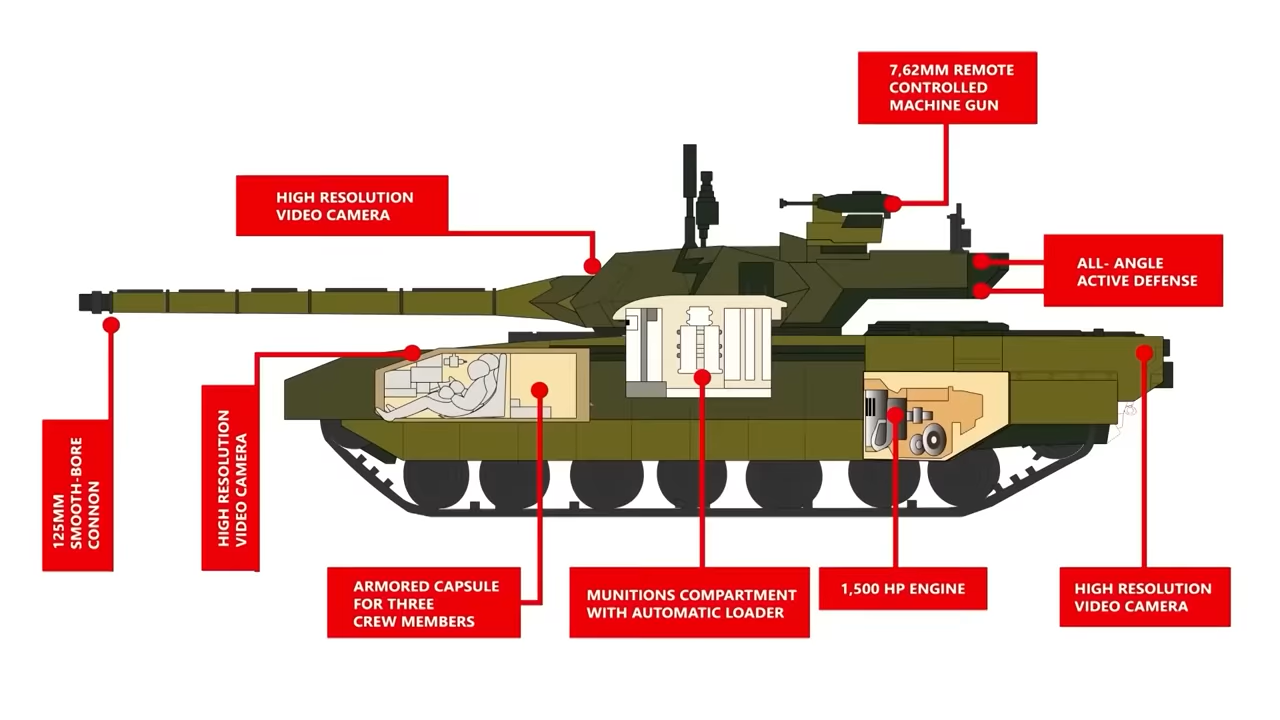 7,62MM REMOTE
CONTROLLED
MACHINE GUN
HIGH RESOLUTION
VIDEO CAMERA
ALL- ANGLE
ACTIVE DEFENSE
125MM
SMOOTH-BORE
CONNON
HIGH RESOLUTION
VIDEO CAMERA
ARMORED CAPSULE
FOR THREE
CREW MEMBERS
MUNITIONS COMPARTMENT
WITH AUTOMATIC LOADER
1,500 HP ENGINE
HIGH RESOLUTION
VIDEO CAMERA